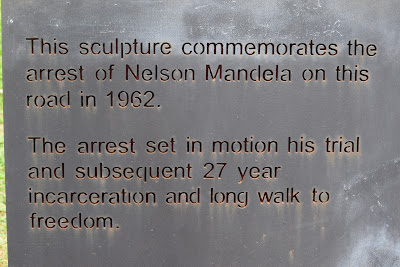 This sculpture commemorates the
arrest of Nelson Mandela on this
road in 1962.
The arrest set in motion his trial
and subsequent 27 year
incarceration and long walk to
freedom.